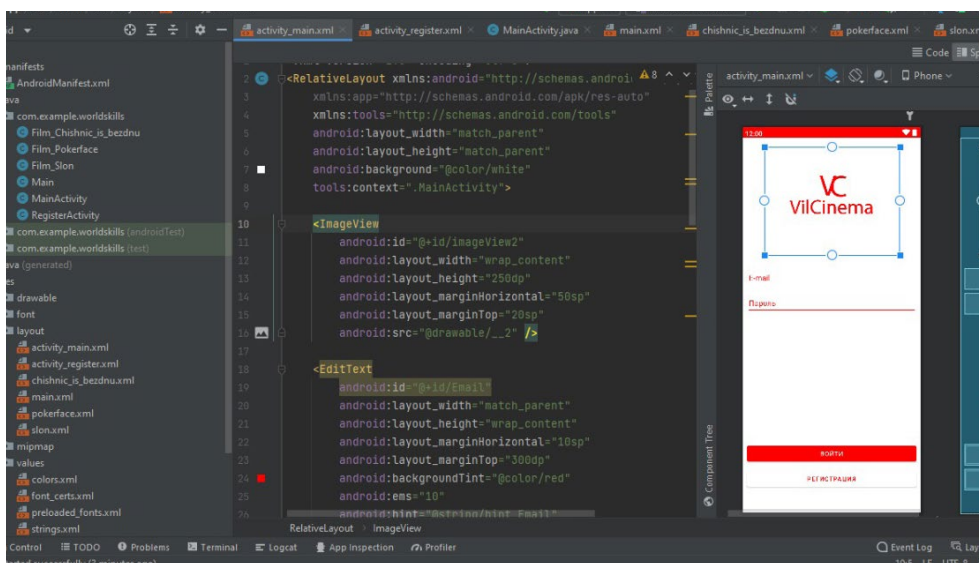 activity_main.xml
activity_register.xml
MainActivity.java
main.xml
chishnic_is_bezdnu.xml
pokerface.xml
Code
AndroidManifest.xml
com.example.worldskills
Film_Chishnic_is_bezdnu
Film_Pokerface
Film_Slon
Main
MainActivity
RegisterActivity
com.example.worldskills (androidTest)
com.example.worldskills (test)
(generated)
drawable
font
layout
activity_main.xml
activity_register.xml
chishnic_is_bezdnu.xml
main.xml
pokerface.xml
slon.xml
mipmap
values
colors.xml
font_certs.xml
preloaded_fonts.xml
strings.xml
2 <RelativeLayout xmlns:android="http://schemas.androi 8
3 xmlns:app="http://schemas.android.com/apk/res-auto"
4 xmlns:tools="http://schemas.android.com/tools"
5 android:layout_width="match_parent"
6 android:layout_height="match_parent"
7 android:background="@color/white"
8 tools:context=".MainActivity">
9
10 <ImageView
11 android:id="@+id/imageView2"
12 android:layout_width="wrap_content"
13 android:layout_height="250dp"
14 android:layout_marginHorizontal="50sp"
15 android:layout_marginTop="20sp"
16 android:src="@drawable/__2" />
17
18 <EditText
19 android:id="@+id/Email"
20 android:layout_width="match_parent"
21 android:layout_height="wrap_content"
22 android:layout_marginHorizontal="10sp"
23 android:layout_marginTop="300dp"
24 android:backgroundTint="@color/red"
25 android:ems="10"
26 android:hint="@string/hint_Email"
RelativeLayout ImageView
Palette
Component Tree
activity_main.xml
Phone
12:00
VC
VilCinema
E-mail
Пароль
ВОЙТИ
РЕГИСТРАЦИЯ
Control TODO Problems Terminal Logcat App Inspection Profiler Event Log